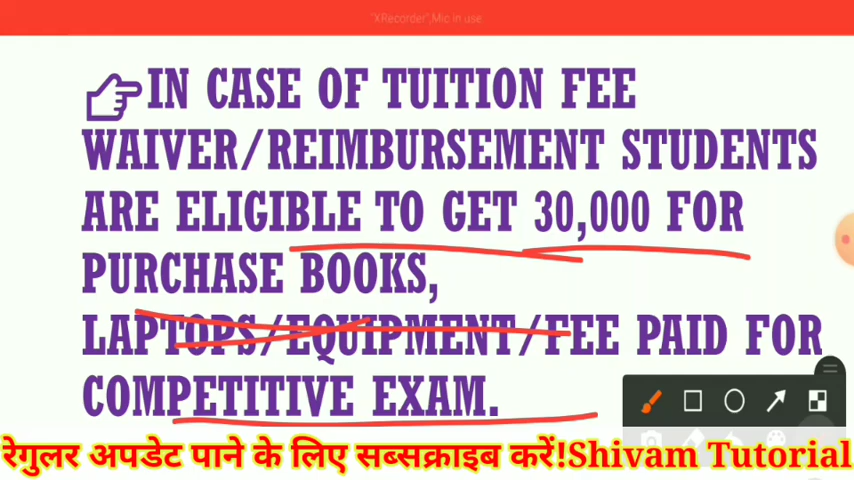 "XRecorder",Mic in use
IN CASE OF TUITION FEE
WAIVER/REIMBURSEMENT STUDENTS
ARE ELIGIBLE TO GET 30,000 FOR
PURCHASE BOOKS,
LAPTOPS/EQUIPMENT/FEE PAID FOR
COMPETITIVE EXAM.
रेगुलर अपडेट पाने के लिए सब्सक्राइब करें!Shivam Tutorial